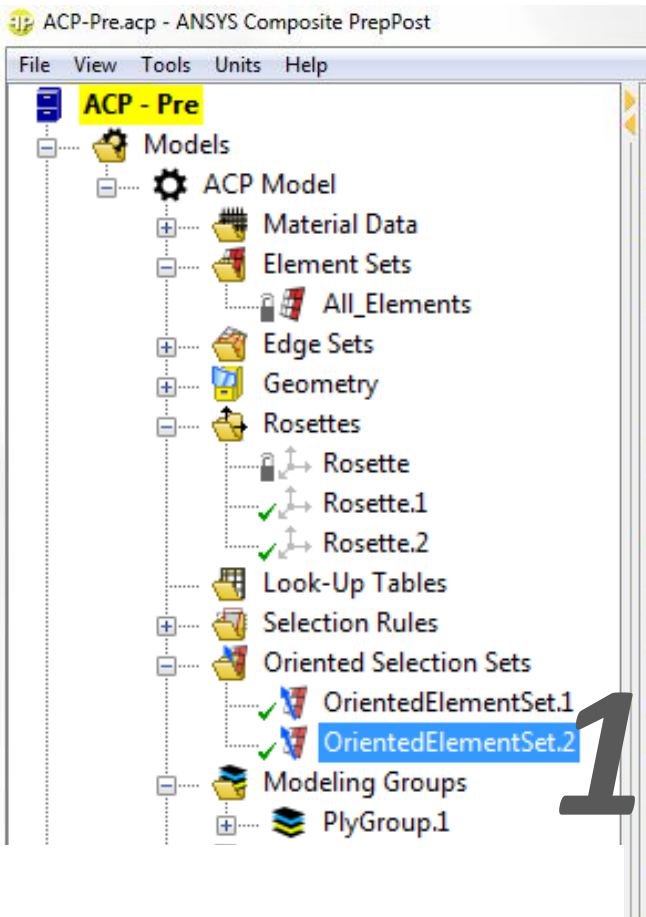 ACP-Pre.acp - ANSYS Composite PrepPost
File View Tools Units Help
ACP - Pre
Models
ACP Model
Material Data
Element Sets
All_Elements
Edge Sets
Geometry
Rosettes
Rosette
Rosette.1
Rosette.2
Look-Up Tables
Selection Rules
Oriented Selection Sets
OrientedElementSet.1
OrientedElementSet.2
1
Modeling Groups
PlyGroup.1